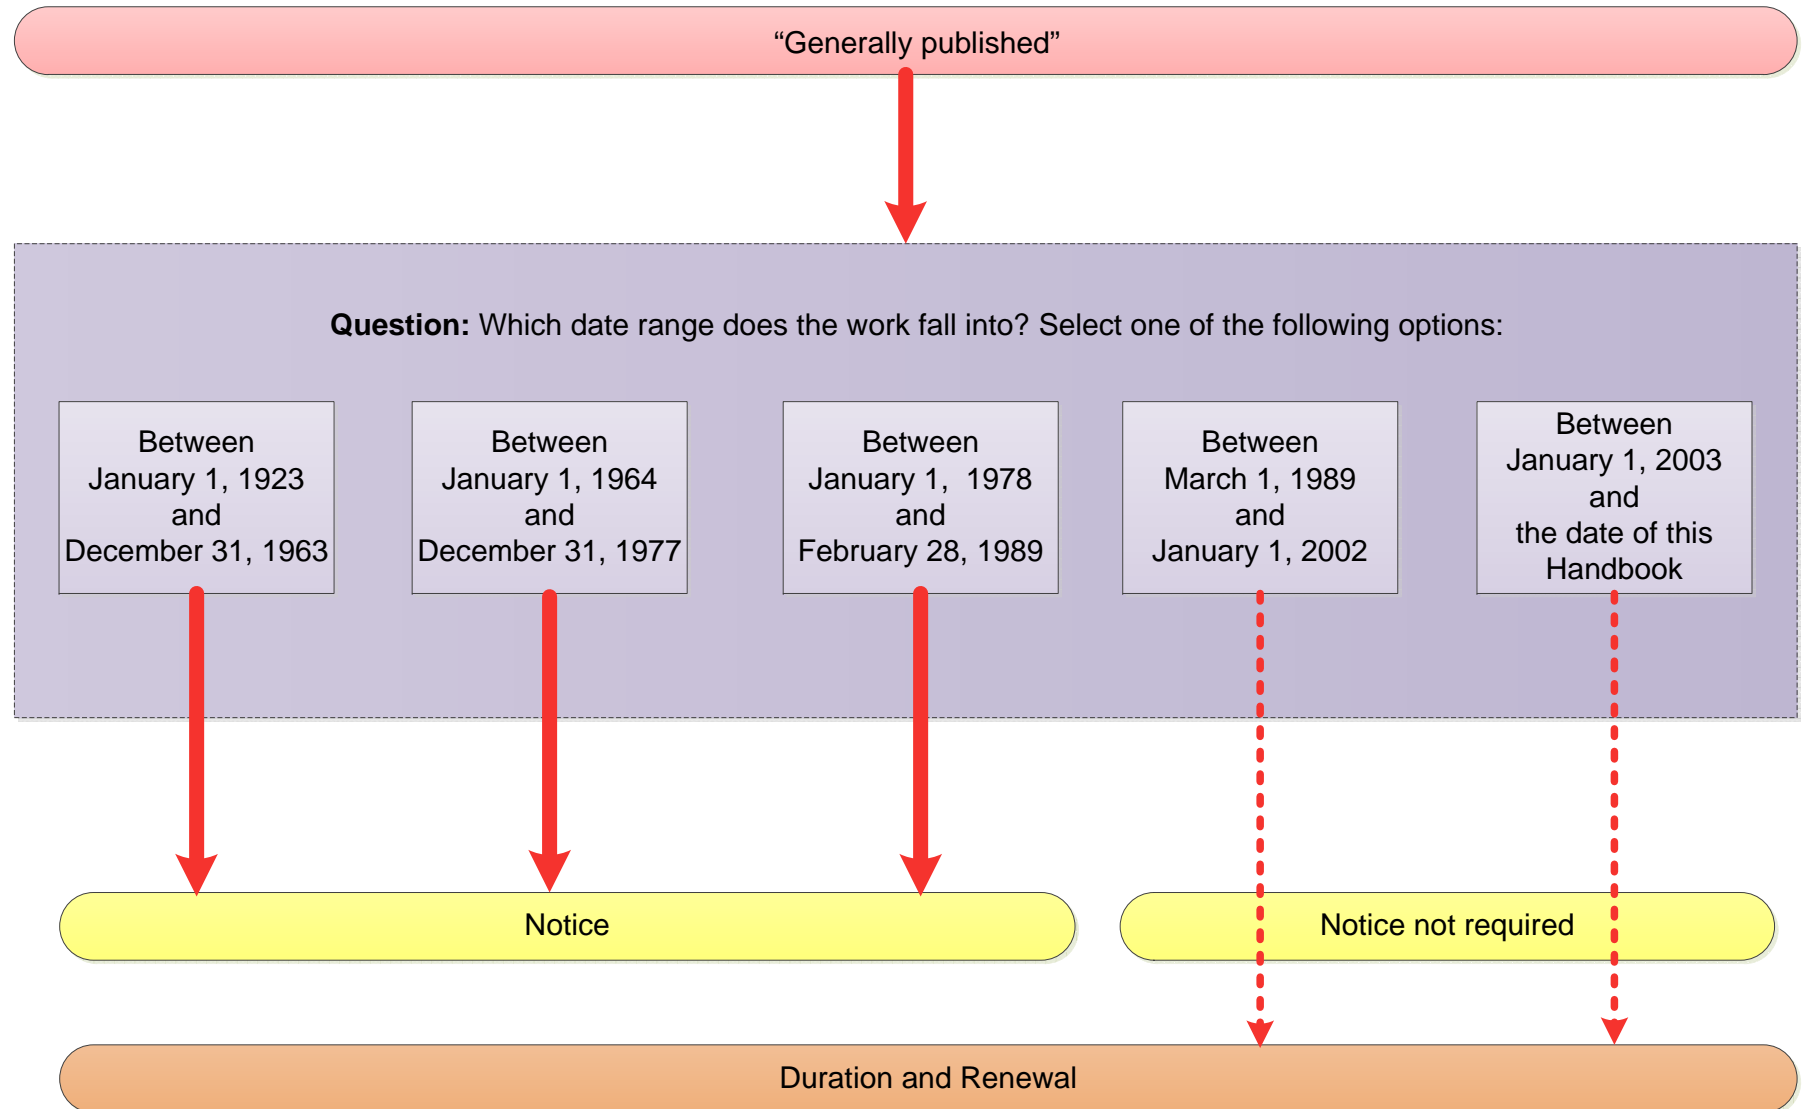 “Generally published”
Question: Which date range does the work fall into? Select one of the following options:
Between
January 1, 1923
and
December 31, 1963
Between
January 1, 1964
and
December 31, 1977
Between
January 1,  1978
and
February 28, 1989
Between
March 1, 1989
and
January 1, 2002
Between
January 1, 2003
and
the date of this
Handbook
Notice
Notice not required
Duration and Renewal